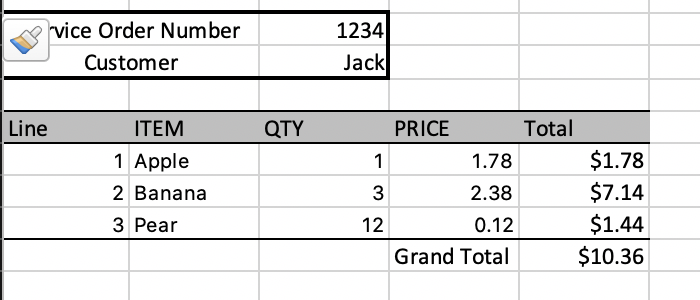 rvice Order Number 1234
Customer Jack
Line ITEM QTY PRICE Total
1 Apple 1 1.78 $1.78
2 Banana 3 2.38 $7.14
3 Pear 12 0.12 $1.44
Grand Total $10.36